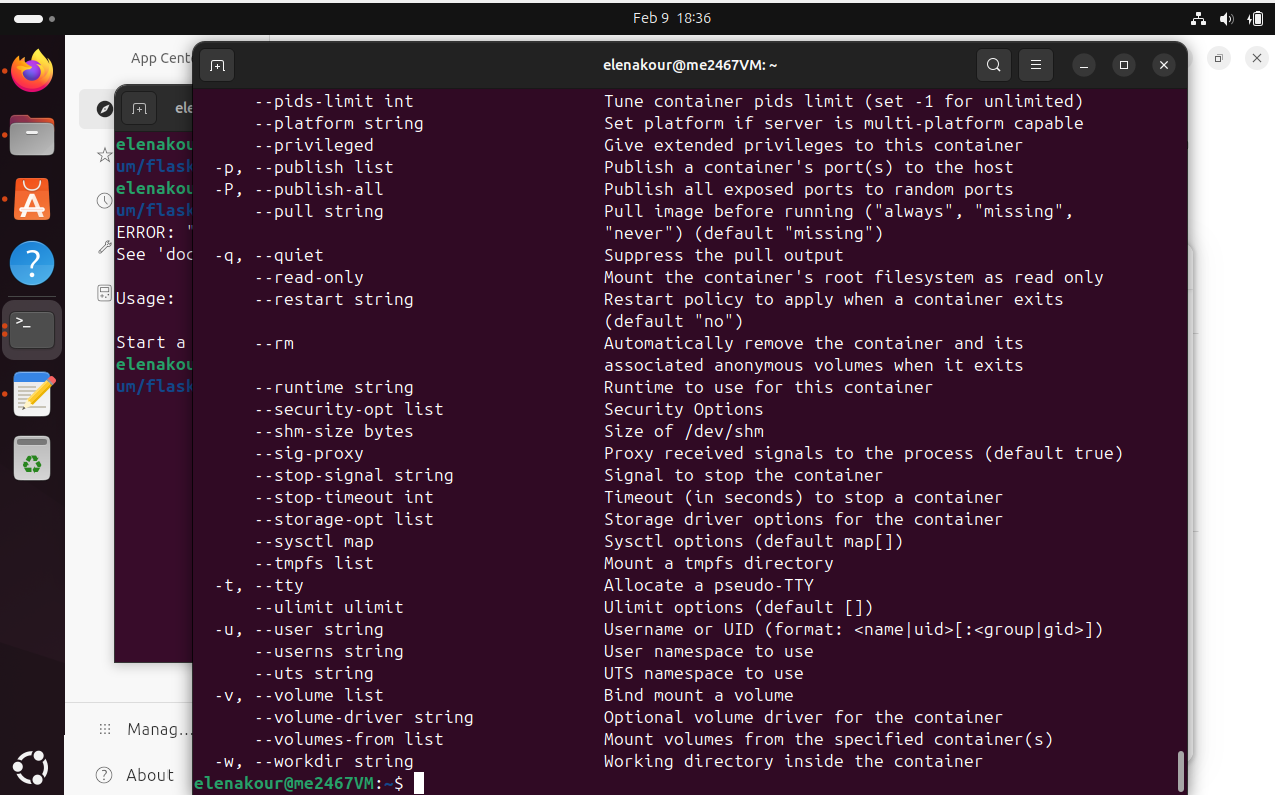 Feb 9 18:36
App Cent
elenakour@me2467VM: ~
ele
elenakou
um/flask
elenakou
um/flask
ERROR: "
See 'doc
Usage:
Start a
elenakou
um/flask
Manag...
About
--pids-limit int Tune container pids limit (set -1 for unlimited)
--platform string Set platform if server is multi-platform capable
--privileged Give extended privileges to this container
-p, --publish list Publish a container's port(s) to the host
-P, --publish-all Publish all exposed ports to random ports
--pull string Pull image before running ("always", "missing",
"never") (default "missing")
-q, --quiet Suppress the pull output
--read-only Mount the container's root filesystem as read only
--restart string Restart policy to apply when a container exits
(default "no")
--rm Automatically remove the container and its
associated anonymous volumes when it exits
--runtime string Runtime to use for this container
--security-opt list Security Options
--shm-size bytes Size of /dev/shm
--sig-proxy Proxy received signals to the process (default true)
--stop-signal string Signal to stop the container
--stop-timeout int Timeout (in seconds) to stop a container
--storage-opt list Storage driver options for the container
--sysctl map Sysctl options (default map[])
--tmpfs list Mount a tmpfs directory
-t, --tty Allocate a pseudo-TTY
--ulimit ulimit Ulimit options (default [])
-u, --user string Username or UID (format: <name|uid>[:<group|gid>])
--userns string User namespace to use
--uts string UTS namespace to use
-v, --volume list Bind mount a volume
--volume-driver string Optional volume driver for the container
--volumes-from list Mount volumes from the specified container(s)
-w, --workdir string Working directory inside the container
elenakour@me2467VM:~$